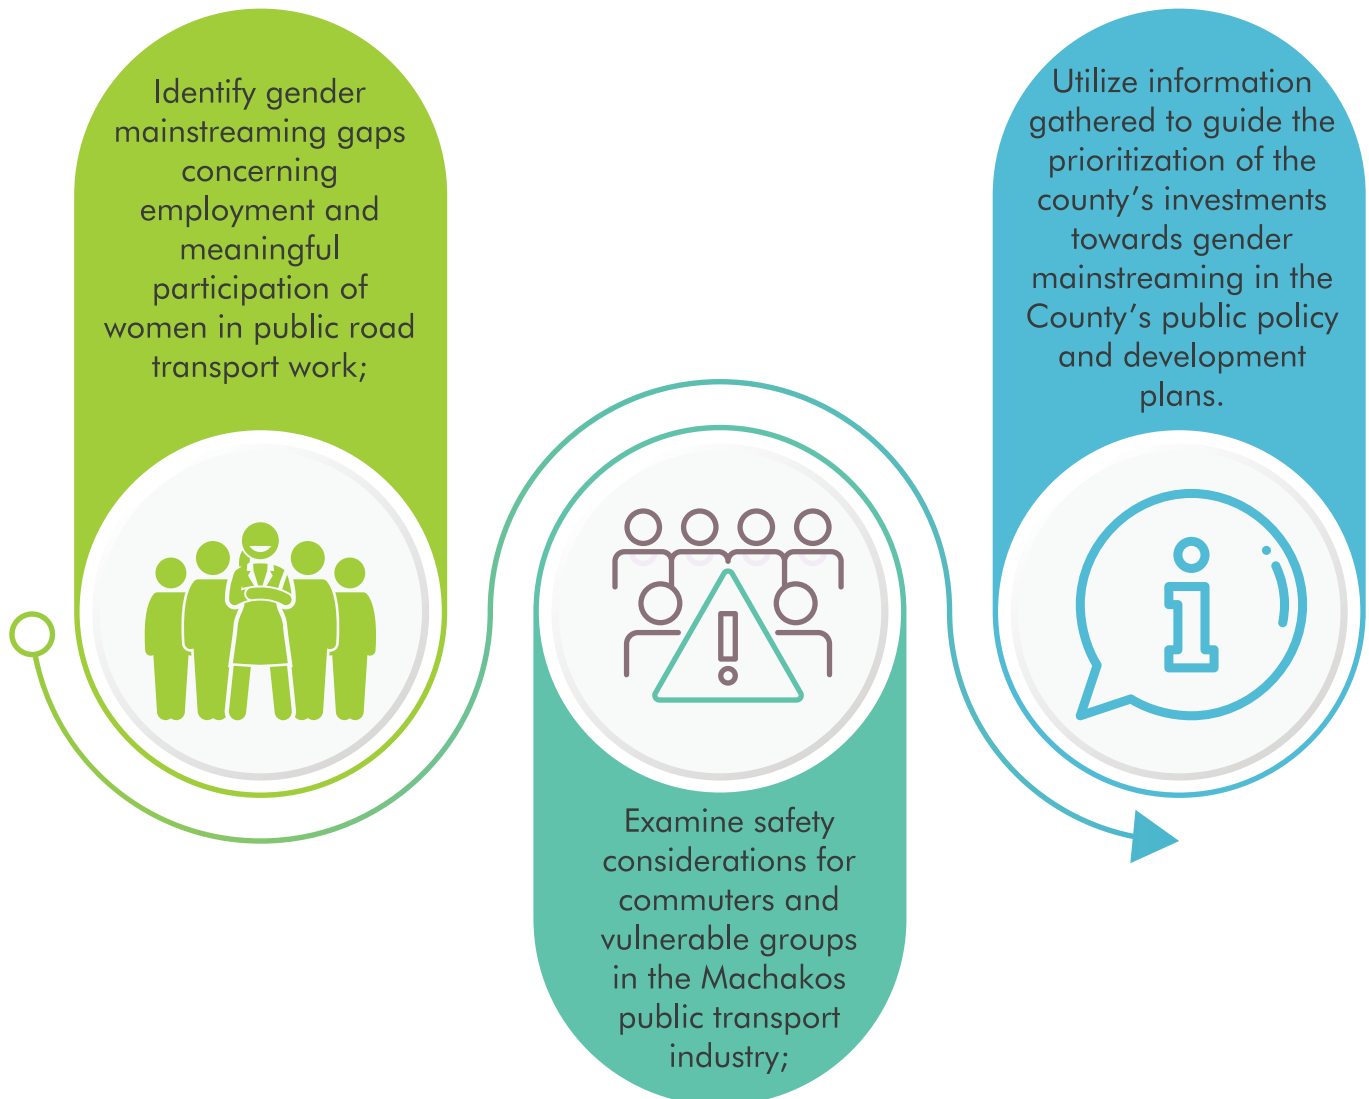 Identify gender
mainstreaming gaps
concerning
employment and
meaningful
participation of
women in public road
transport work;
Examine safety
considerations for
commuters and
vulnerable groups
in the Machakos
public transport
industry;
Utilize information
gathered to guide the
prioritization of the
county's investments
towards gender
mainstreaming in the
County's public policy
and development
plans.